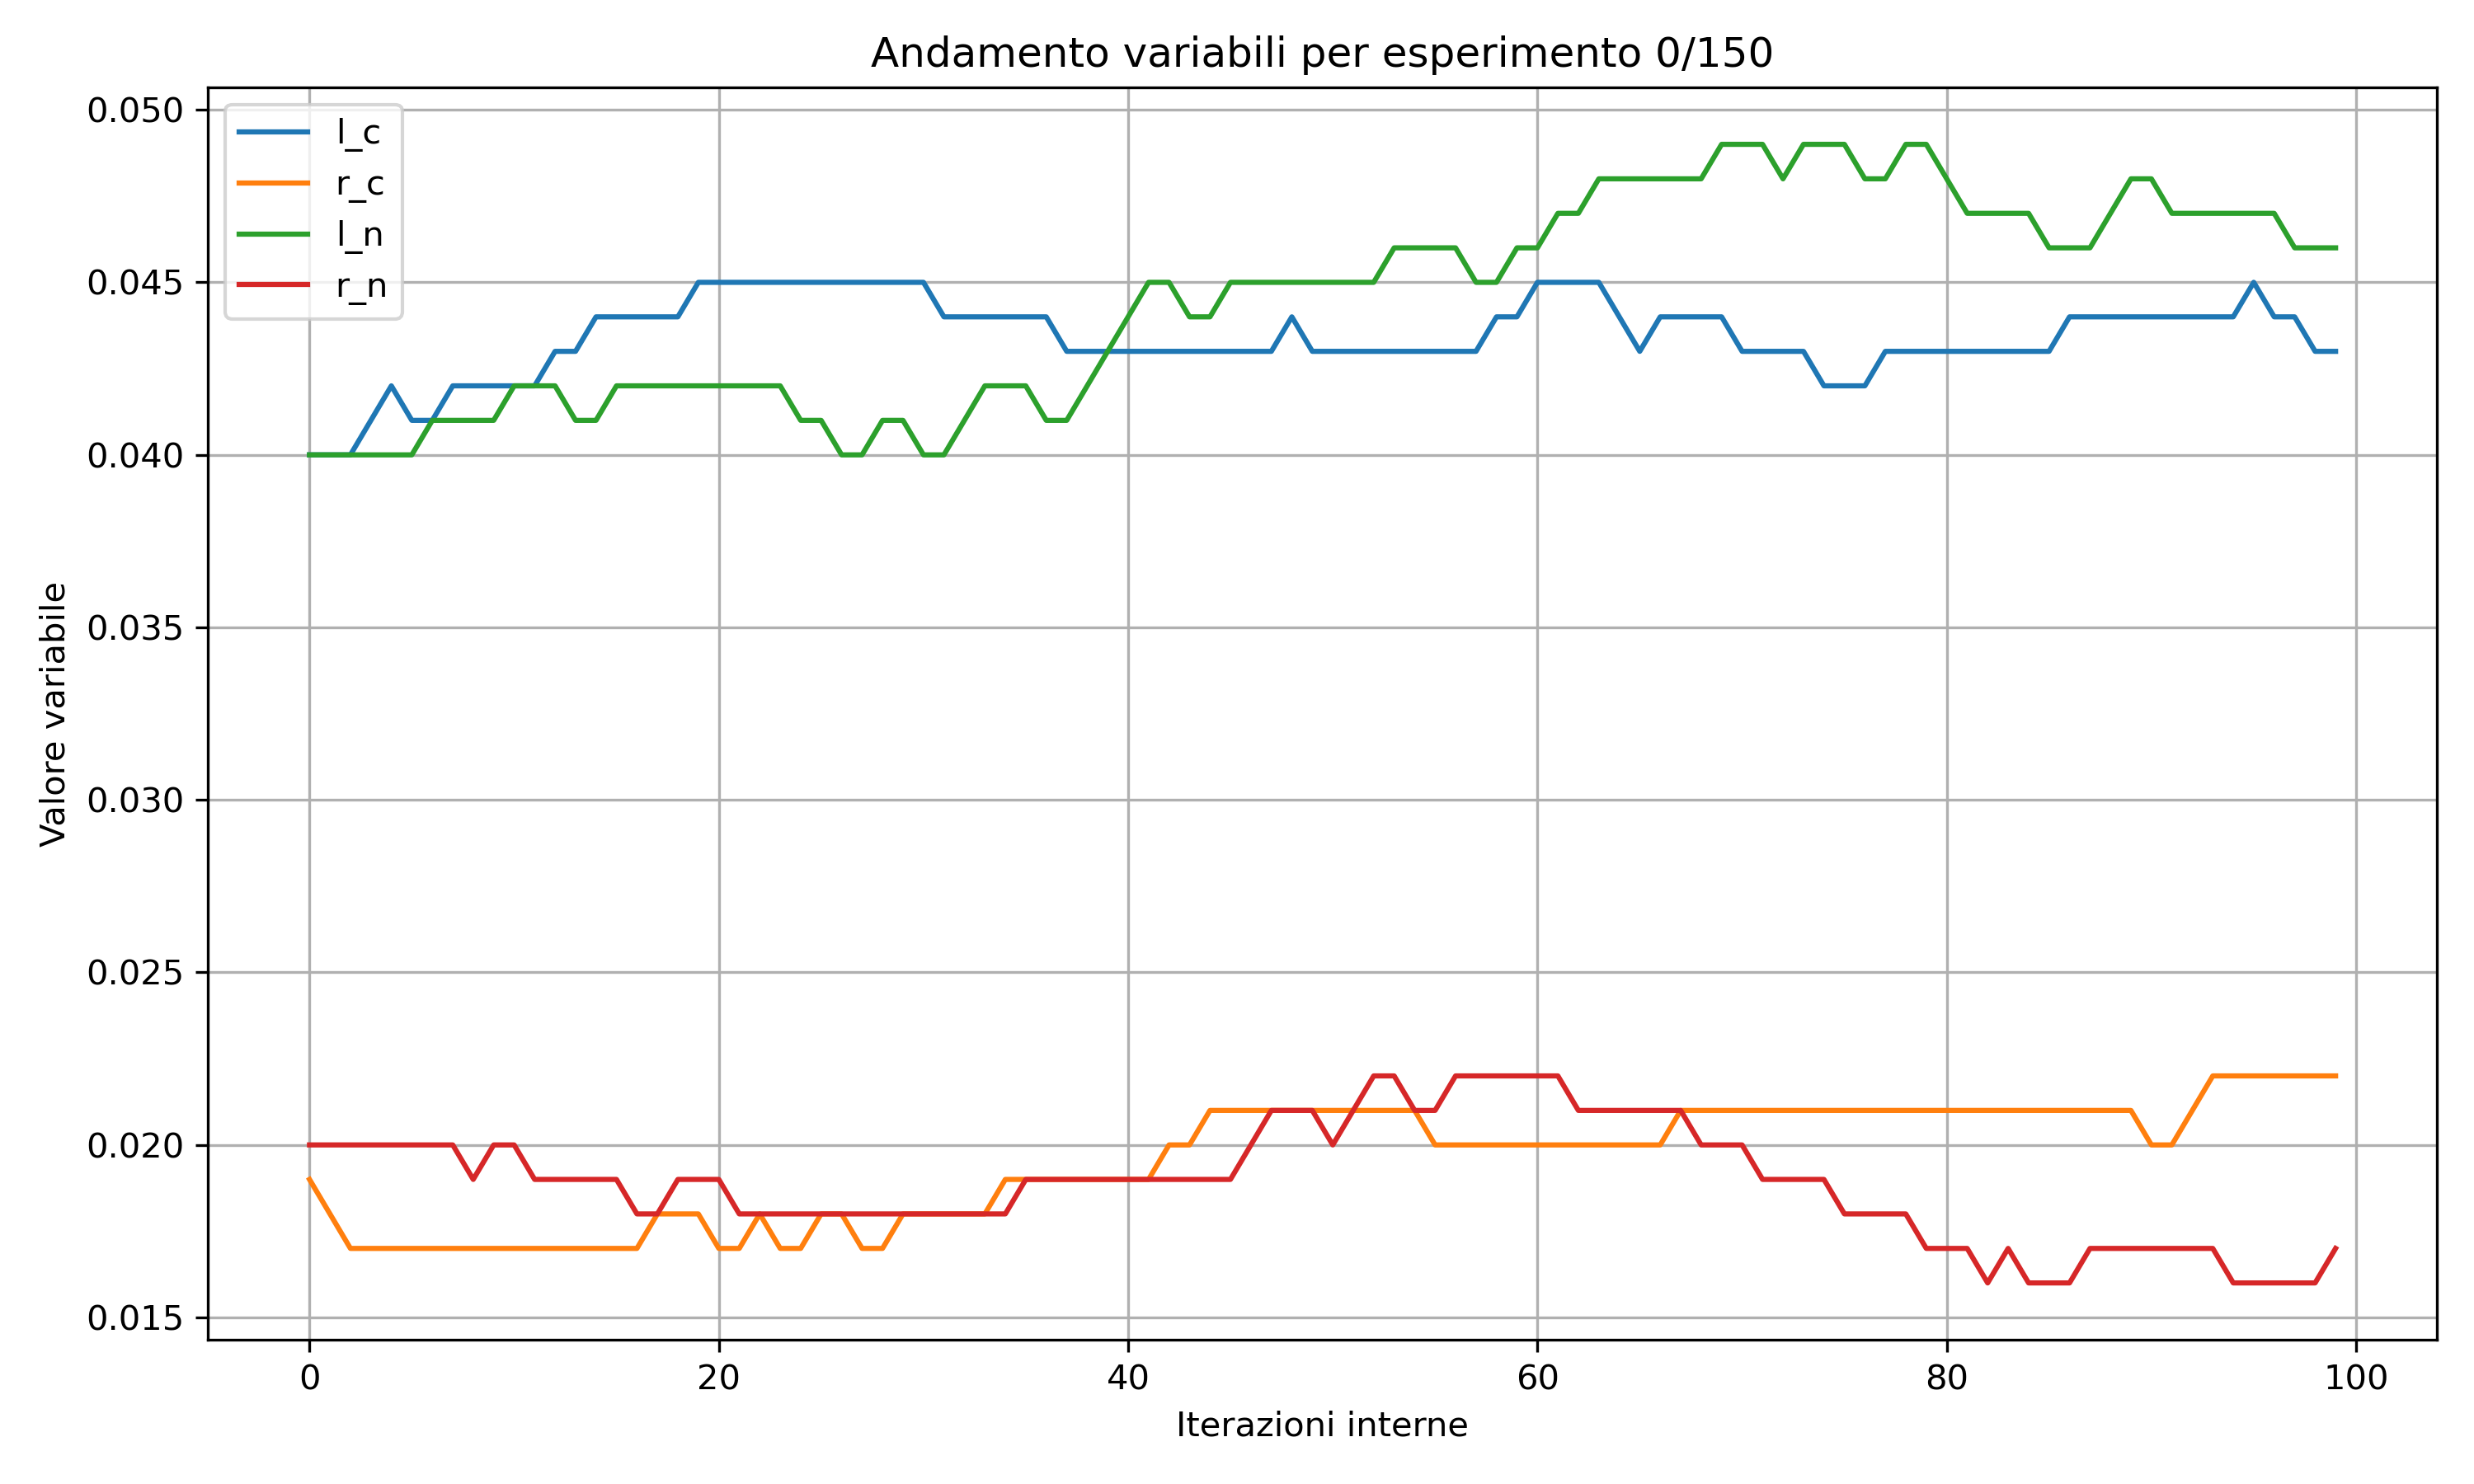 Andamento variabili per esperimento 0/150
l_c
r_c
l_n
r_n
Valore variabile
0.050
0.045
0.040
0.035
0.030
0.025
0.020
0.015
0 20 40 60 80 100
Iterazioni interne